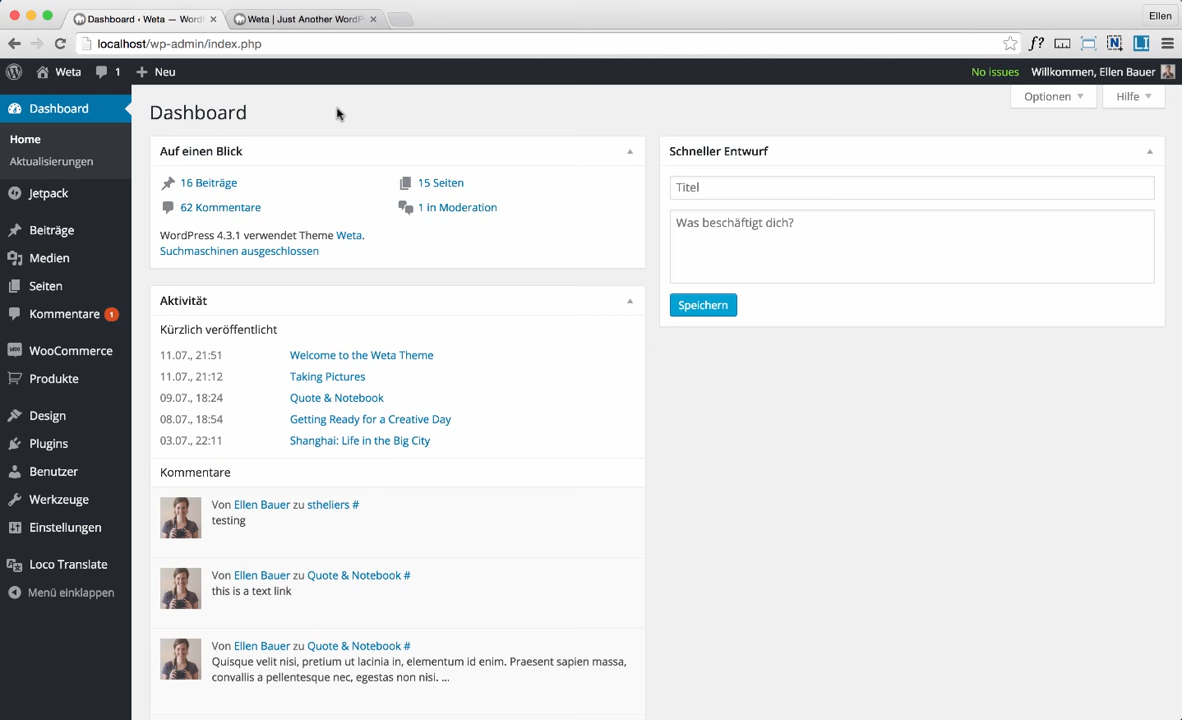 Dashboard ‹ Weta — Word
Weta | Just Another WordP
Ellen
localhost/wp-admin/index.php
f?
N
LI
Weta
1
Neu
No issues
Willkommen, Ellen Bauer
Dashboard
Home
Aktualisierungen
Jetpack
Beiträge
Medien
Seiten
Kommentare 1
WooCommerce
Produkte
Design
Plugins
Benutzer
Werkzeuge
Einstellungen
Loco Translate
Menü einklappen
Optionen
Hilfe
Dashboard
Auf einen Blick
16 Beiträge
15 Seiten
62 Kommentare
1 in Moderation
WordPress 4.3.1 verwendet Theme Weta.
Suchmaschinen ausgeschlossen
Aktivität
Kürzlich veröffentlicht
11.07., 21:51 Welcome to the Weta Theme
11.07., 21:12 Taking Pictures
09.07., 18:24 Quote & Notebook
08.07., 18:54 Getting Ready for a Creative Day
03.07., 22:11 Shanghai: Life in the Big City
Kommentare
Von Ellen Bauer zu stheliers #
testing
Von Ellen Bauer zu Quote & Notebook #
this is a text link
Von Ellen Bauer zu Quote & Notebook #
Quisque velit nisi, pretium ut lacinia in, elementum id enim. Praesent sapien massa,
convallis a pellentesque nec, egestas non nisi. ...
Schneller Entwurf
Titel
Was beschäftigt dich?
Speichern